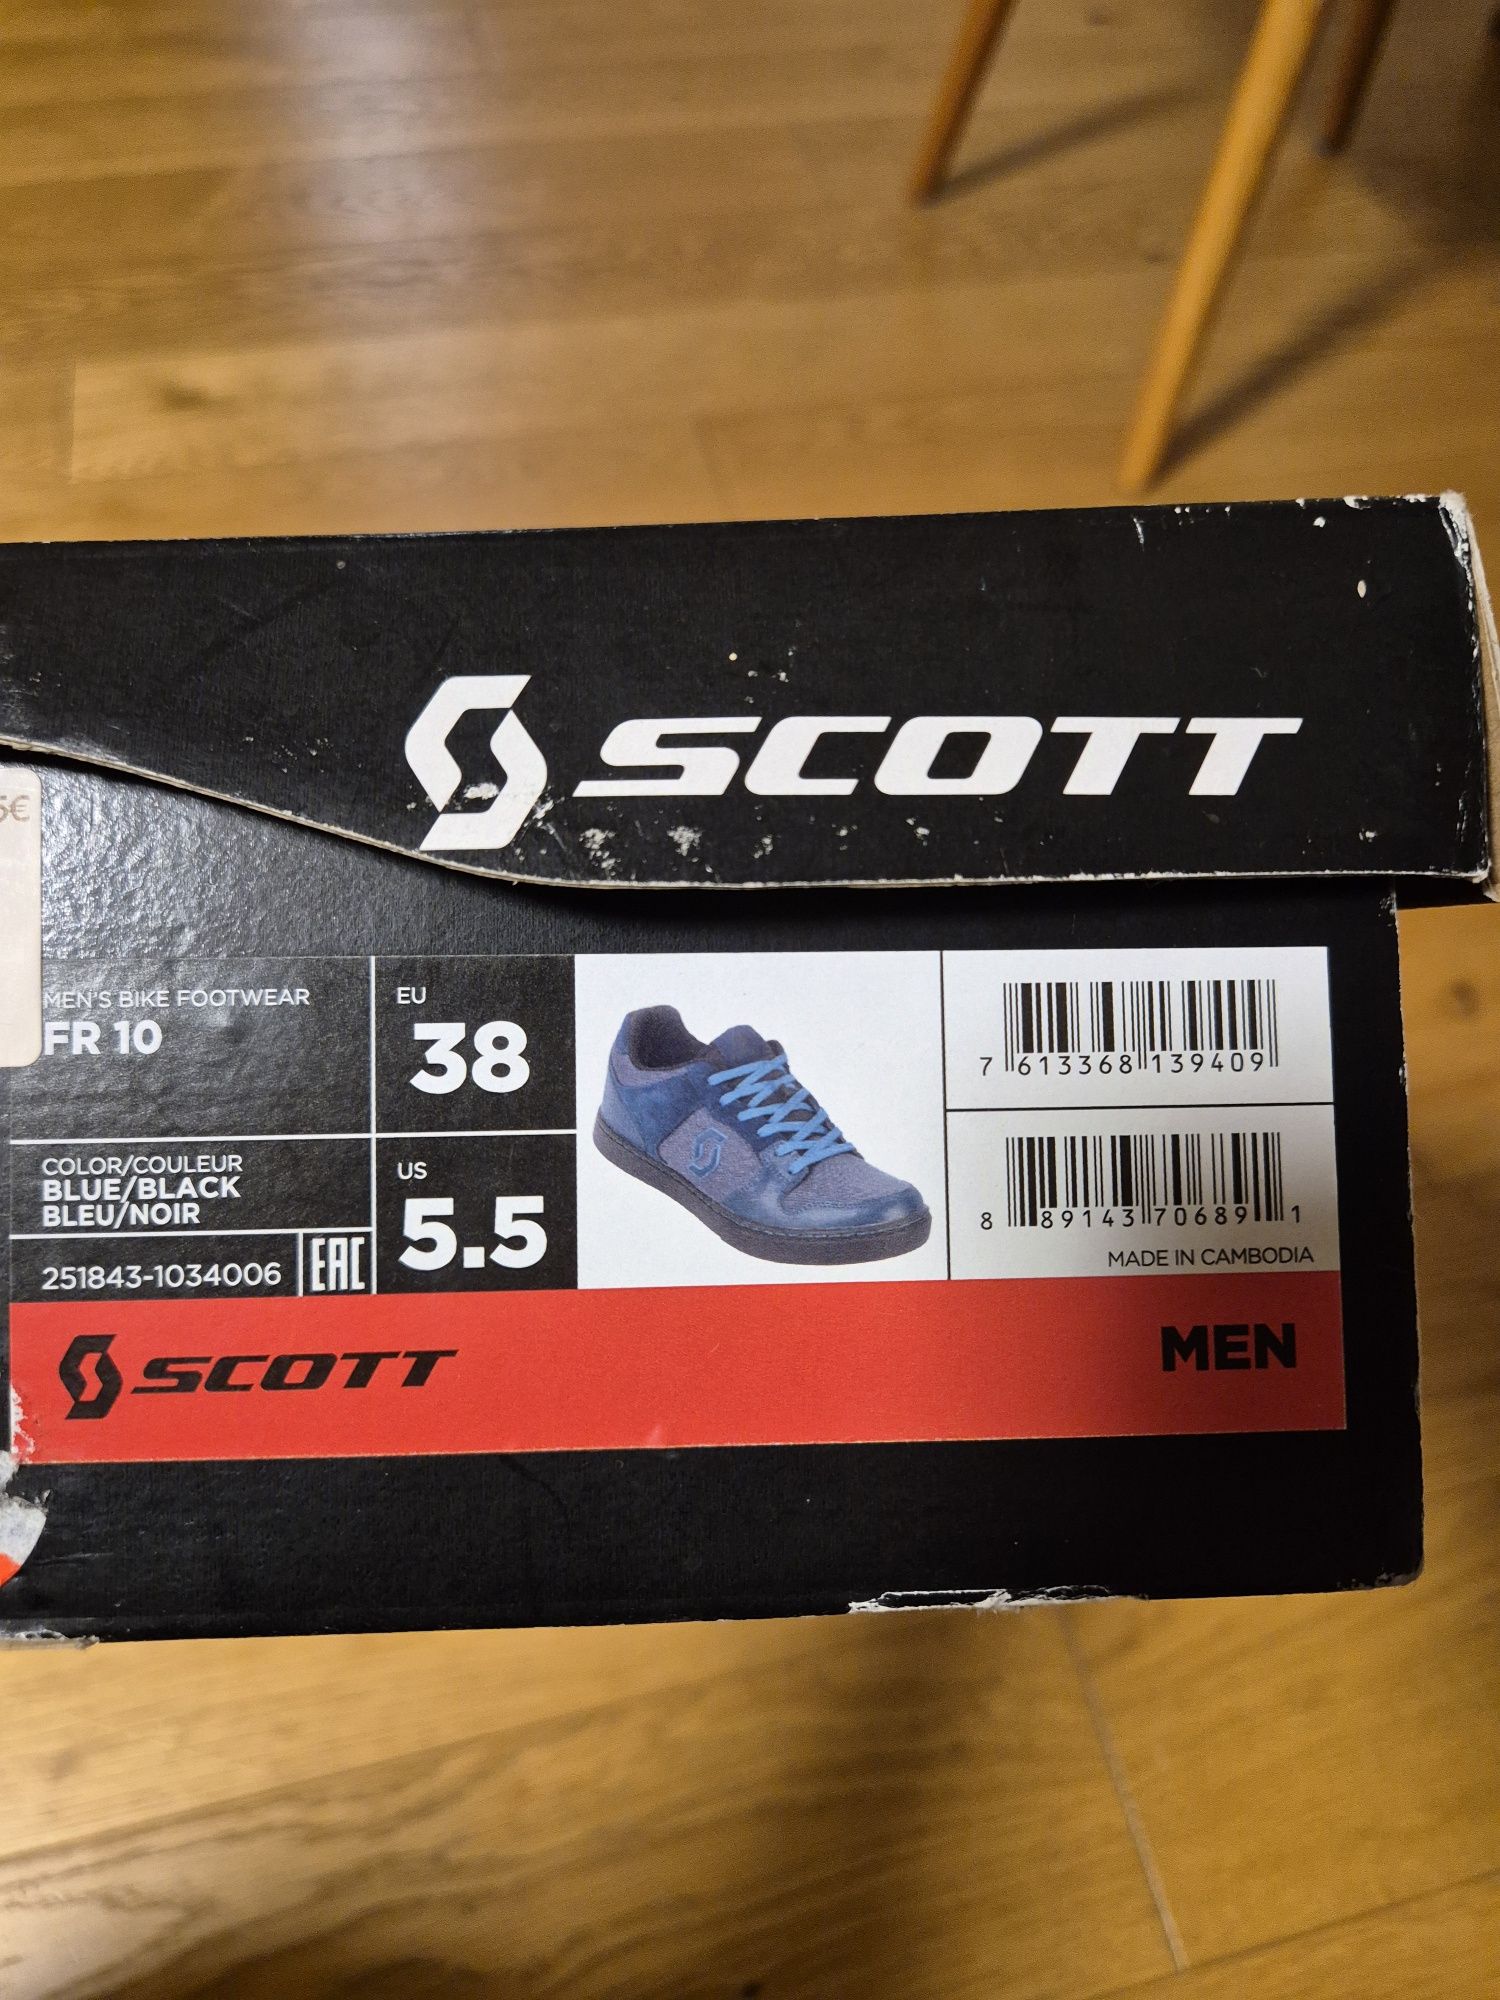 SCOTT
5€
MEN'S BIKE FOOTWEAR
FR 10
EU
38
COLOR/COULEUR
BLUE/BLACK
BLEU/NOIR
251843-1034006
EAC
US
5.5
7 613368 139409
8 89143 70689 1
MADE IN CAMBODIA
SCOTT
MEN